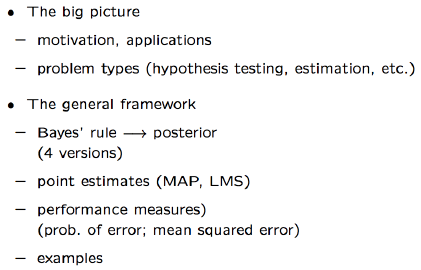 • The big picture
– motivation, applications
– problem types (hypothesis testing, estimation, etc.)
• The general framework
– Bayes' rule ⟶ posterior
(4 versions)
– point estimates (MAP, LMS)
– performance measures)
(prob. of error; mean squared error)
– examples